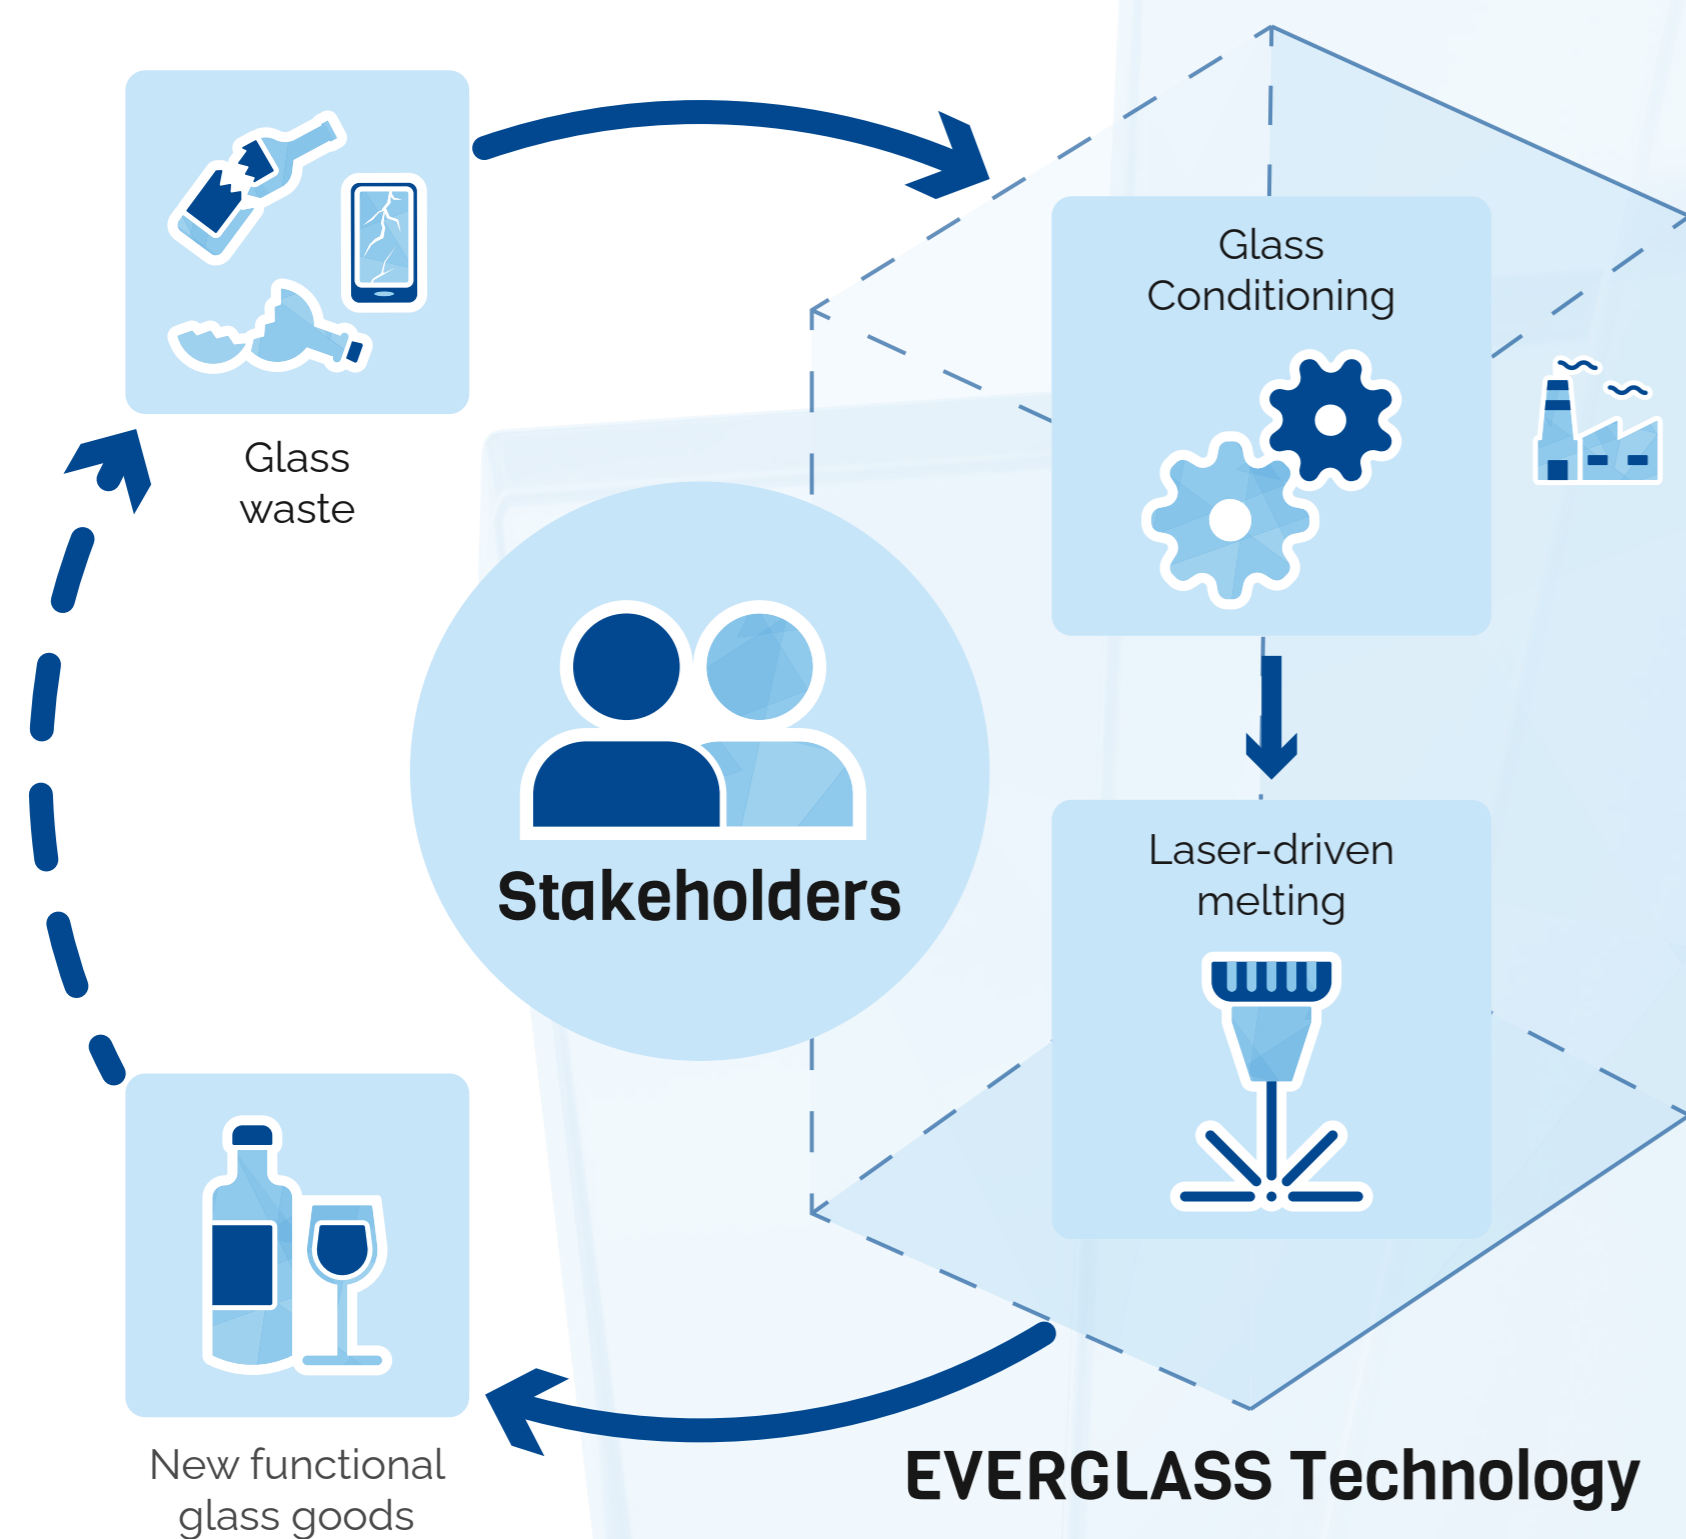 Glass
Conditioning
Glass
waste
Stakeholders
Laser-driven
melting
New functional
glass goods
EVERGLASS Technology